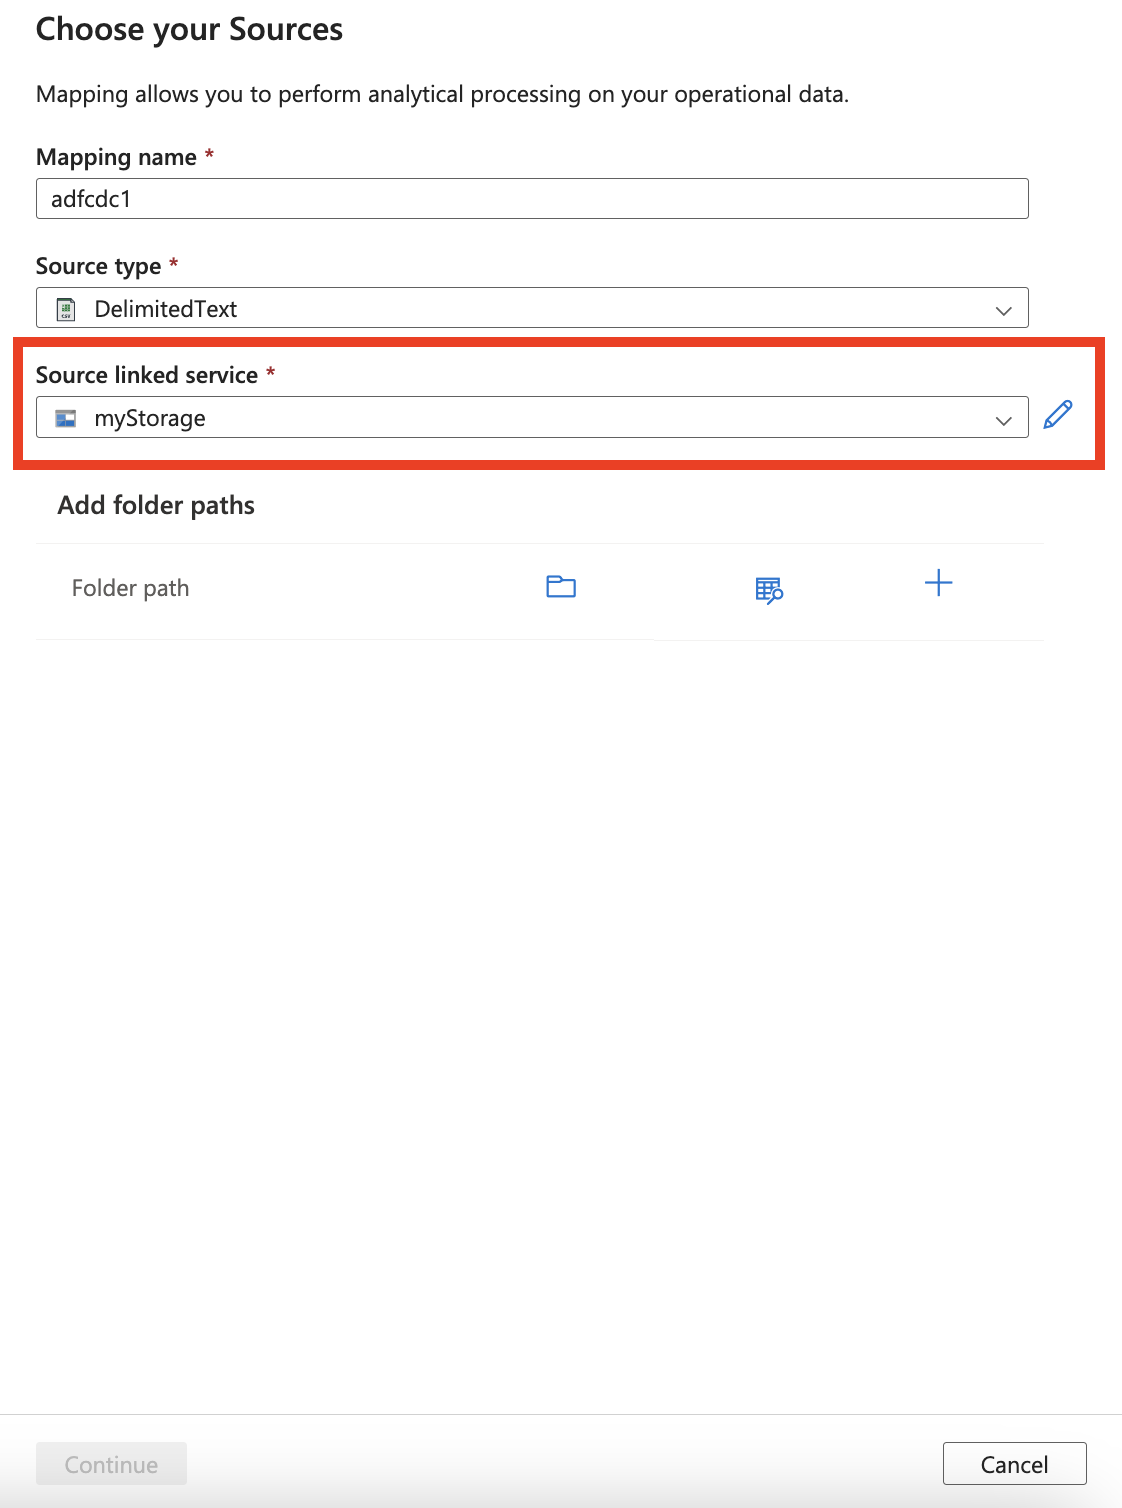 Choose your Sources
Mapping allows you to perform analytical processing on your operational data.
Mapping name *
adfcdc1
Source type *
DelimitedText
Source linked service *
myStorage
Add folder paths
Folder path
Continue
Cancel